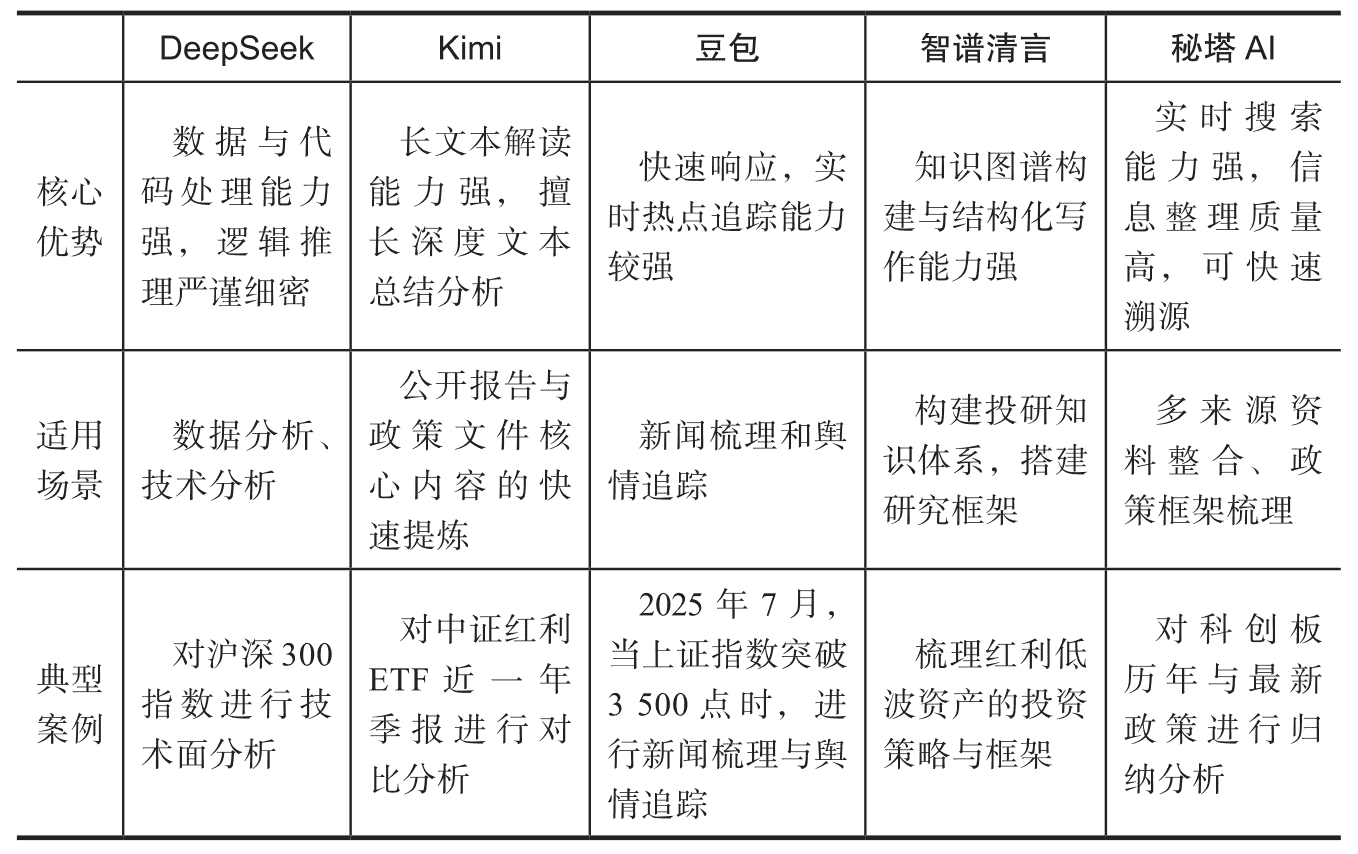 DeepSeek
Kimi
豆包
智谱清言
秘塔 AI
核心
优势
数据与代
码处理能力
强，逻辑推
理严谨细密
长文本解读
能力强，擅
长深度文本
总结分析
快速响应，实
时热点追踪能力
较强
知识图谱构
建与结构化写
作能力强
实时搜索
能力强，信
息整理质量
高，可快速
溯源
适用
场景
数据分析、
技术分析
公开报告与
政策文件核
心内容的快
速提炼
新闻梳理和舆
情追踪
构建投研知
识体系，搭建
研究框架
多来源资
料整合、政
策框架梳理
典型
案例
对沪深 300
指数进行技
术面分析
对中证红利
ETF 近一年
季报进行对
比分析
2025 年 7 月，
当上证指数突破
3 500 点时，进
行新闻梳理与舆
情追踪
梳理红利低
波资产的投资
策略与框架
对科创板
历年与最新
政策进行归
纳分析